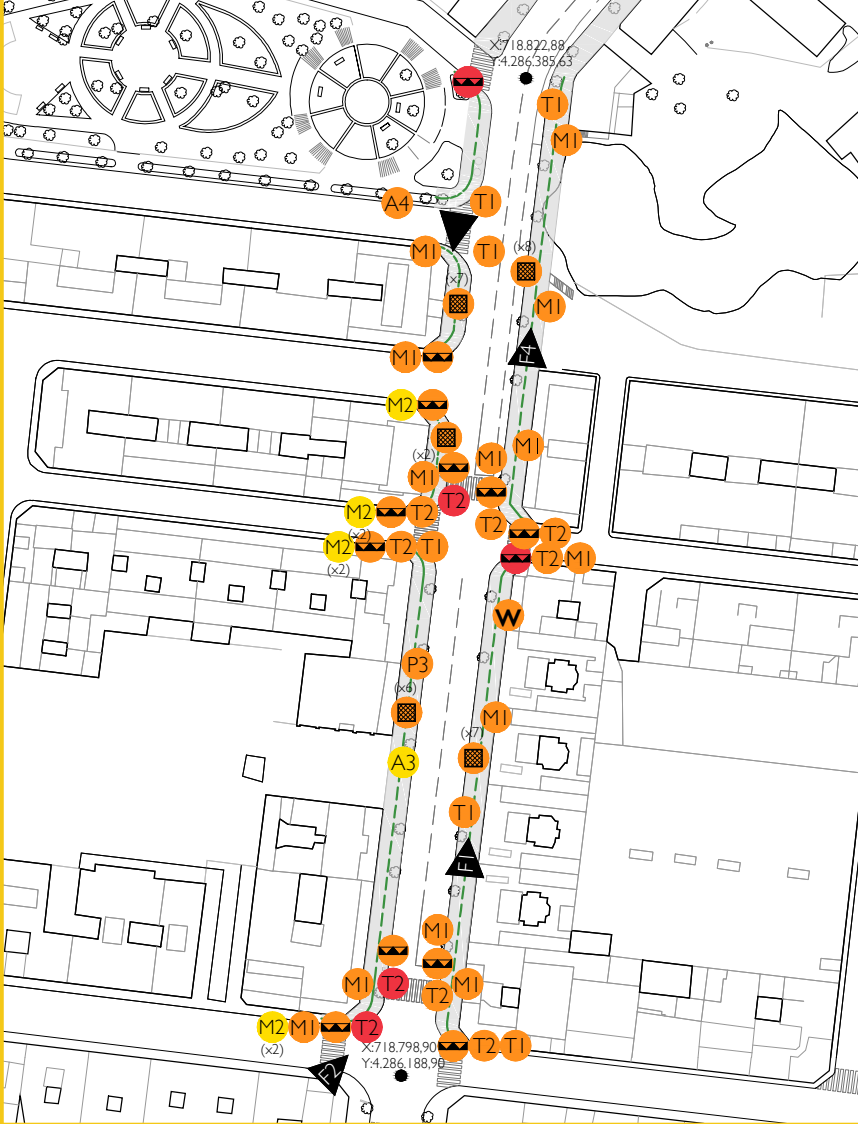 X:718.822,88
Y:4.286.385,63
T1
M1
A4
T1
M1
T1
(x8)
(x7)
M1
M1
F4
M2
M1
M1
(x2)
M1
T2
M2
T2
T2
T2
(x2)
M2
T2
T1
(x2)
T2
M1
W
P3
(x6)
M1
(x7)
A3
T1
F1
M1
M1
T2
M1
T2
M2
M1
T2
(x2)
X:718.798,90
Y:4.286.188,90
T2
T1
F2